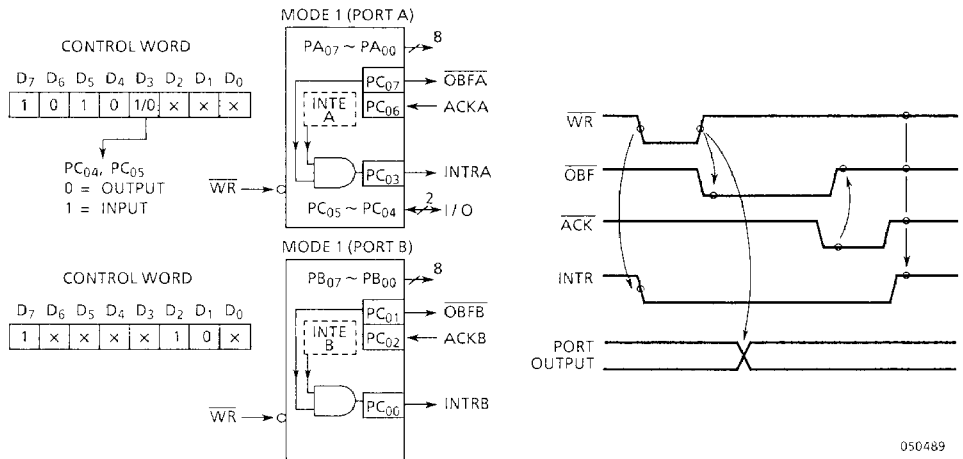 MODE 1 (PORT A)
CONTROL WORD
D7 D6 D5 D4 D3 D2 D1 D0
1 0 1 0 1/0 × × ×
PC04, PC05
0 = OUTPUT
1 = INPUT
PA07 ~ PA00
8
PC07
OBFA
PC06
ACKA
INTE
A
PC03
INTRA
WR
PC05 ~ PC04
2
I/O
MODE 1 (PORT B)
CONTROL WORD
D7 D6 D5 D4 D3 D2 D1 D0
1 × × × × 1 0 ×
PB07 ~ PB00
8
PC01
OBFB
PC02
ACKB
INTE
B
PC00
INTRB
WR
WR
OBF
ACK
INTR
PORT
OUTPUT
050489